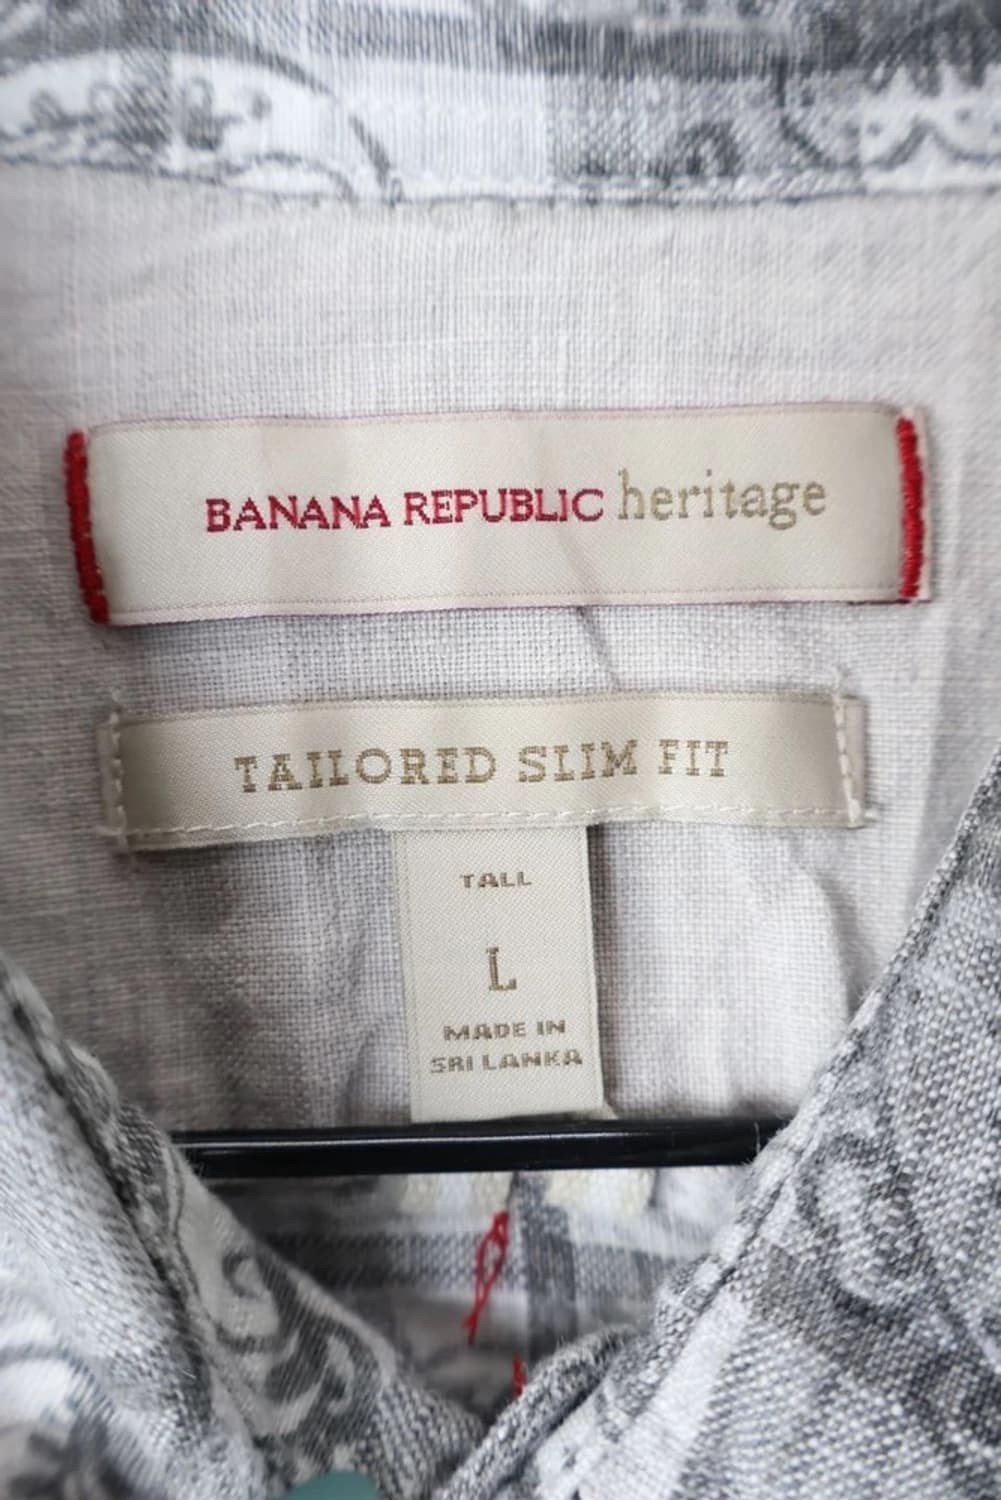 BANANA REPUBLIC heritage
TAILORED SLIM FIT
TALL
L
MADE IN
SRI LANKA